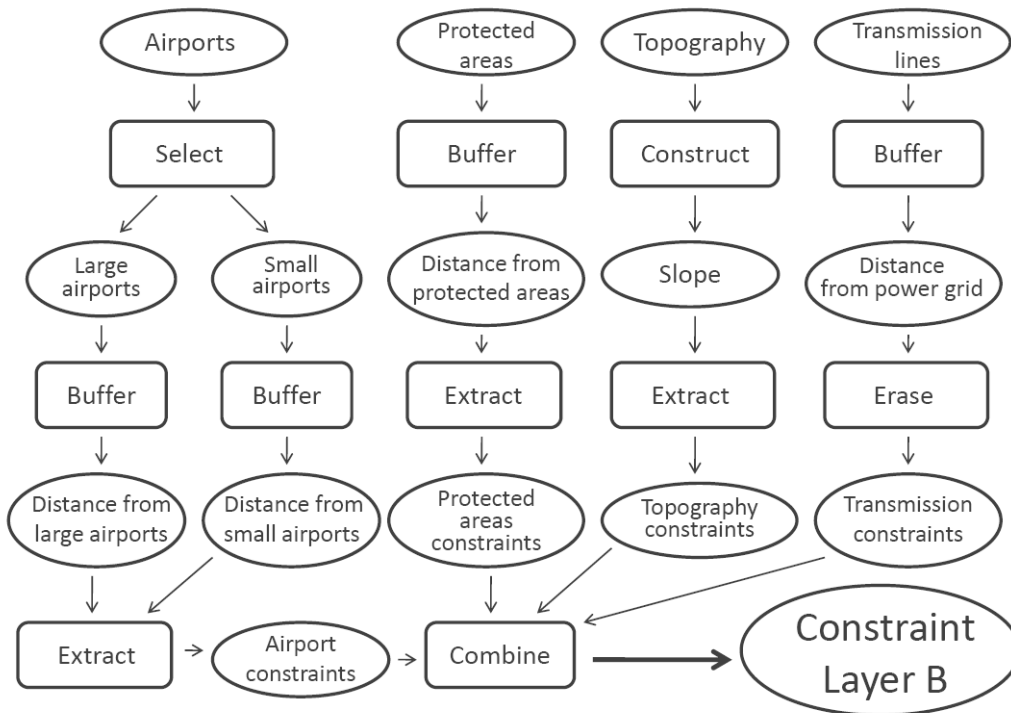 Airports
Protected
areas
Topography
Transmission
lines
Select
Buffer
Construct
Buffer
Large
airports
Small
airports
Distance from
protected areas
Slope
Distance
from power grid
Buffer
Buffer
Extract
Extract
Erase
Distance from
large airports
Distance from
small airports
Protected
areas
constraints
Topography
constraints
Transmission
constraints
Extract
Airport
constraints
Combine
Constraint
Layer B